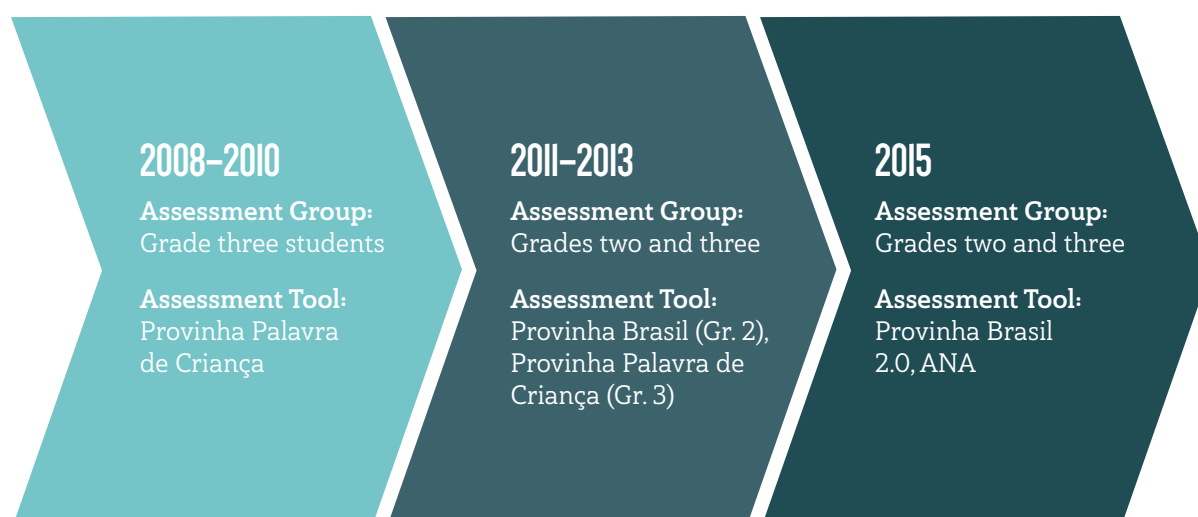 2008–2010
Assessment Group:
Grade three students
Assessment Tool:
Provinha Palavra
de Criança
2011–2013
Assessment Group:
Grades two and three
Assessment Tool:
Provinha Brasil (Gr. 2),
Provinha Palavra de
Criança (Gr. 3)
2015
Assessment Group:
Grades two and three
Assessment Tool:
Provinha Brasil
2.0, ANA